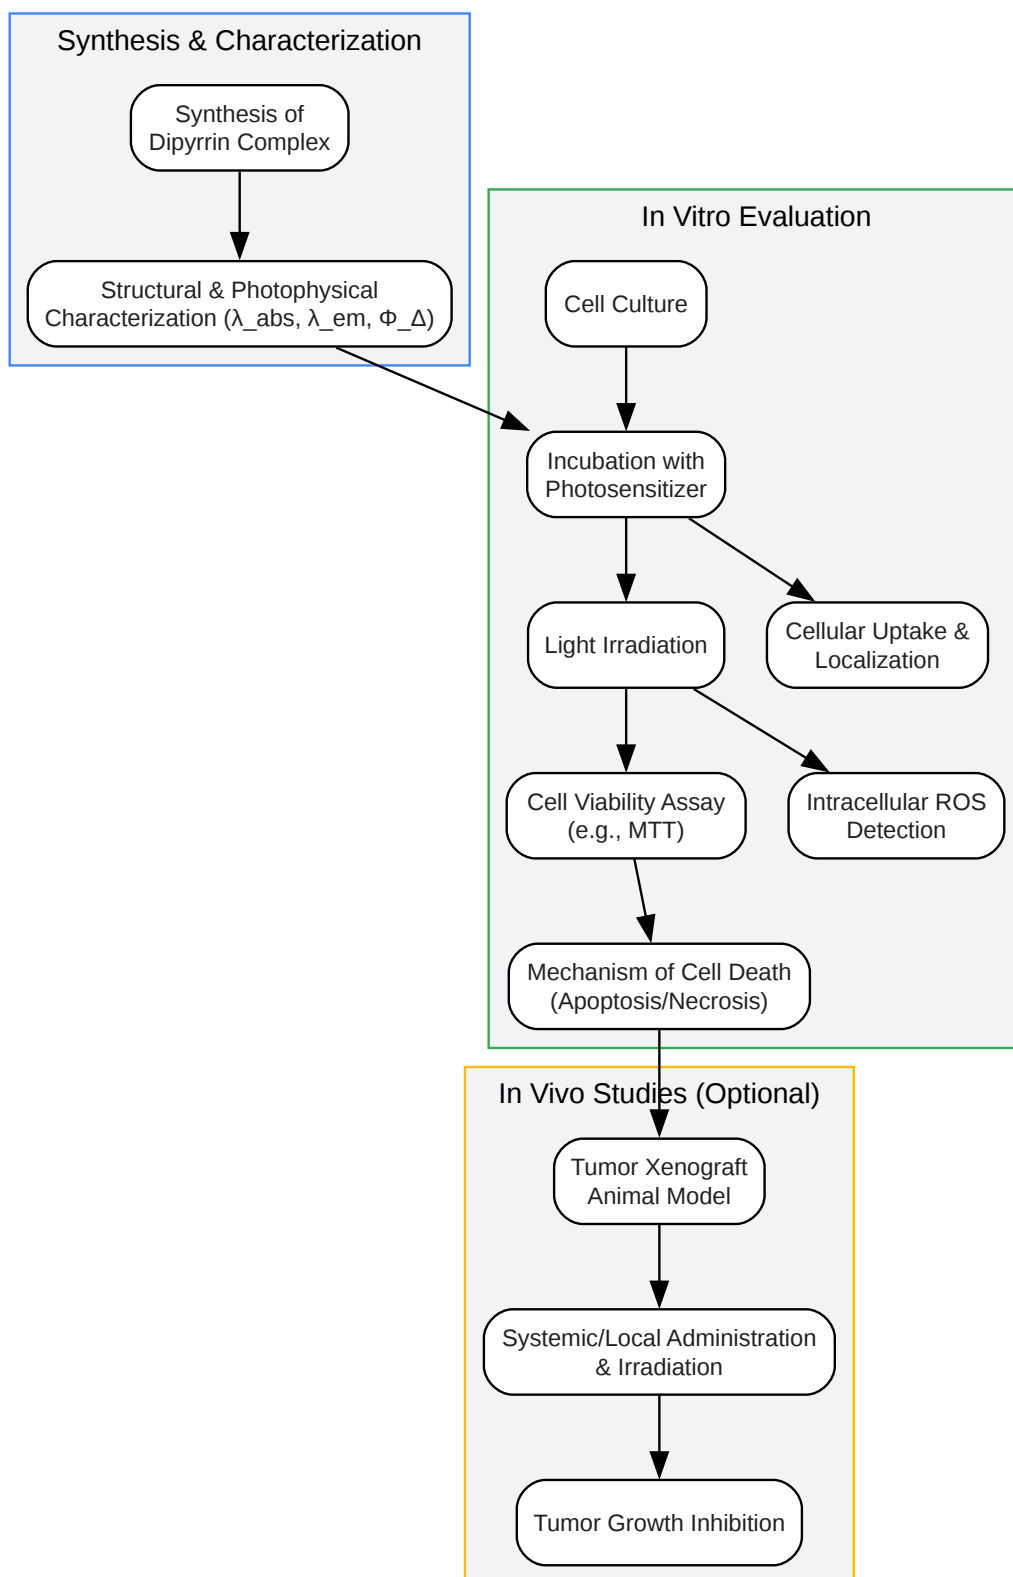 Synthesis & Characterization
Synthesis of
Dipyrrin Complex
Structural & Photophysical
Characterization (λ_abs, λ_em, Φ_Δ)
In Vitro Evaluation
Cell Culture
Incubation with
Photosensitizer
Light Irradiation
Cellular Uptake &
Localization
Cell Viability Assay
(e.g., MTT)
Intracellular ROS
Detection
Mechanism of Cell Death
(Apoptosis/Necrosis)
In Vivo Studies (Optional)
Tumor Xenograft
Animal Model
Systemic/Local Administration
& Irradiation
Tumor Growth Inhibition